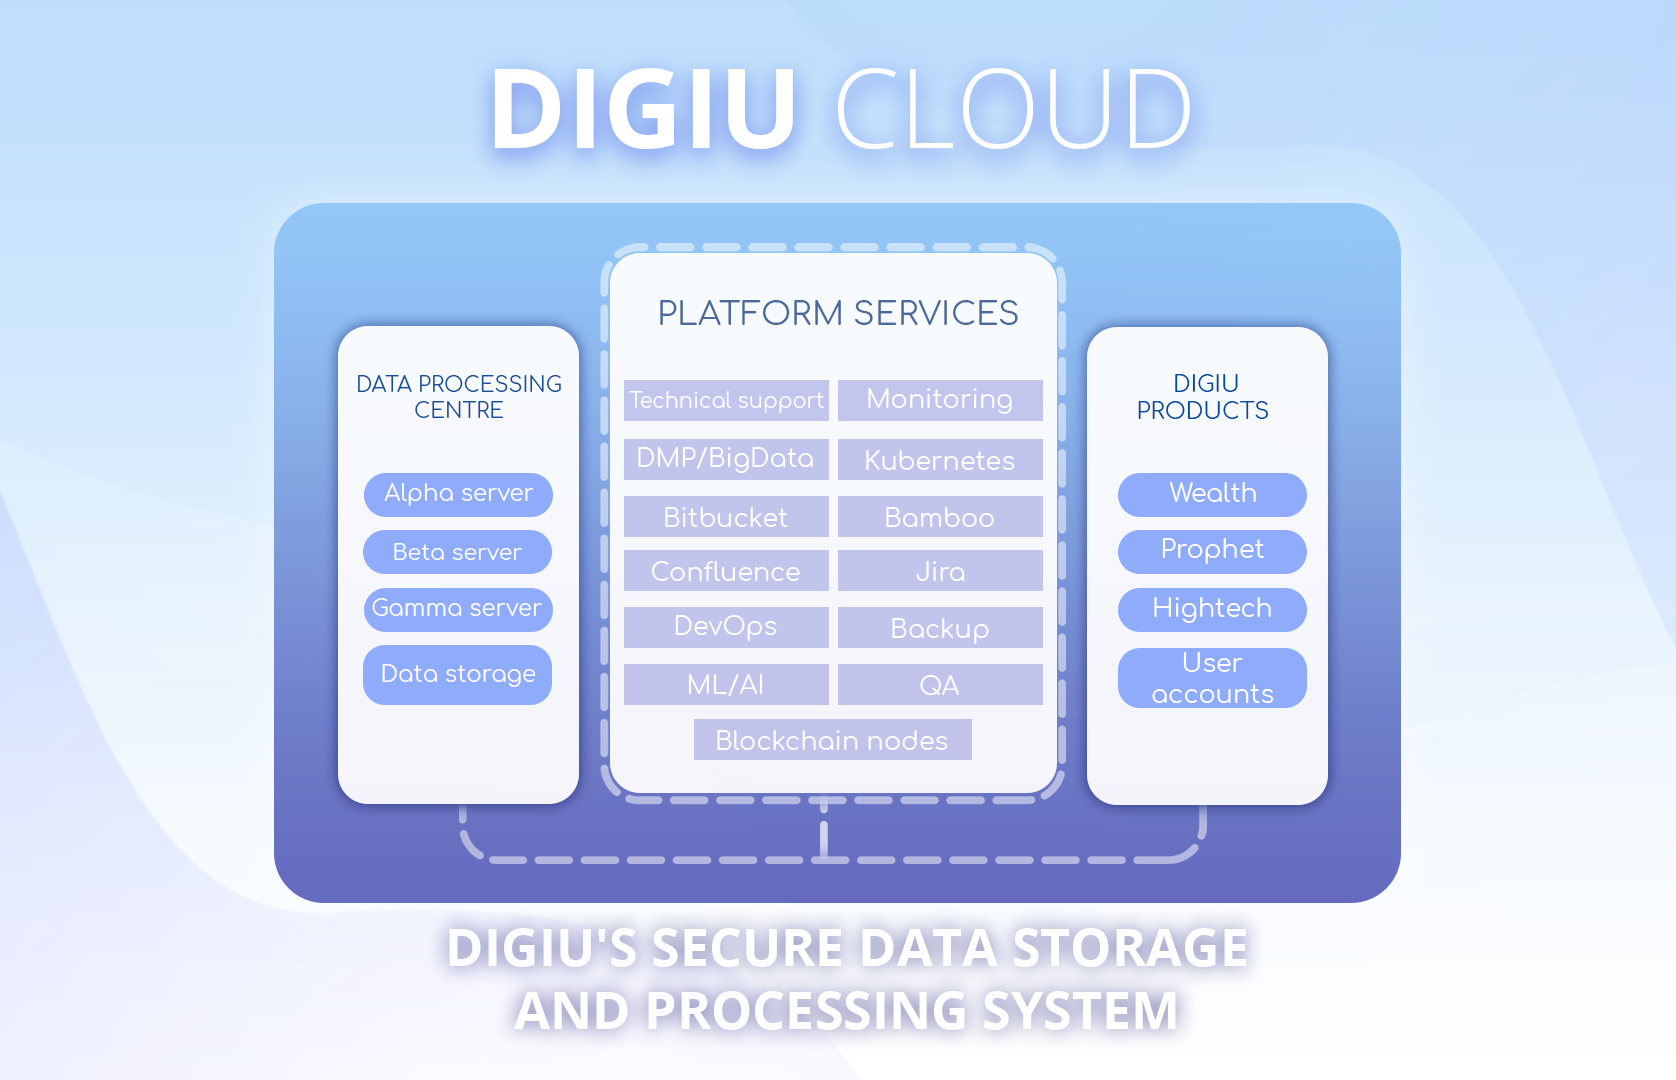 DIGIU CLOUD
DATA PROCESSING
CENTRE
Alpha server
Beta server
Gamma server
Data storage
PLATFORM SERVICES
Technical support
Monitoring
DMP/BigData
Kubernetes
Bitbucket
Bamboo
Confluence
Jira
DevOps
Backup
ML/AI
QA
Blockchain nodes
DIGIU
PRODUCTS
Wealth
Prophet
Hightech
User
accounts
DIGIU'S SECURE DATA STORAGE
AND PROCESSING SYSTEM